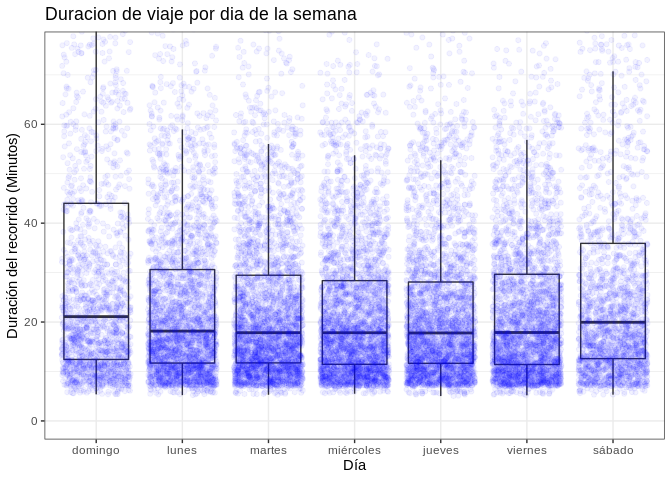 Duracion de viaje por dia de la semana
Duración del recorrido (Minutos)
60
40
20
0
domingo lunes martes miércoles jueves viernes sábado
Día